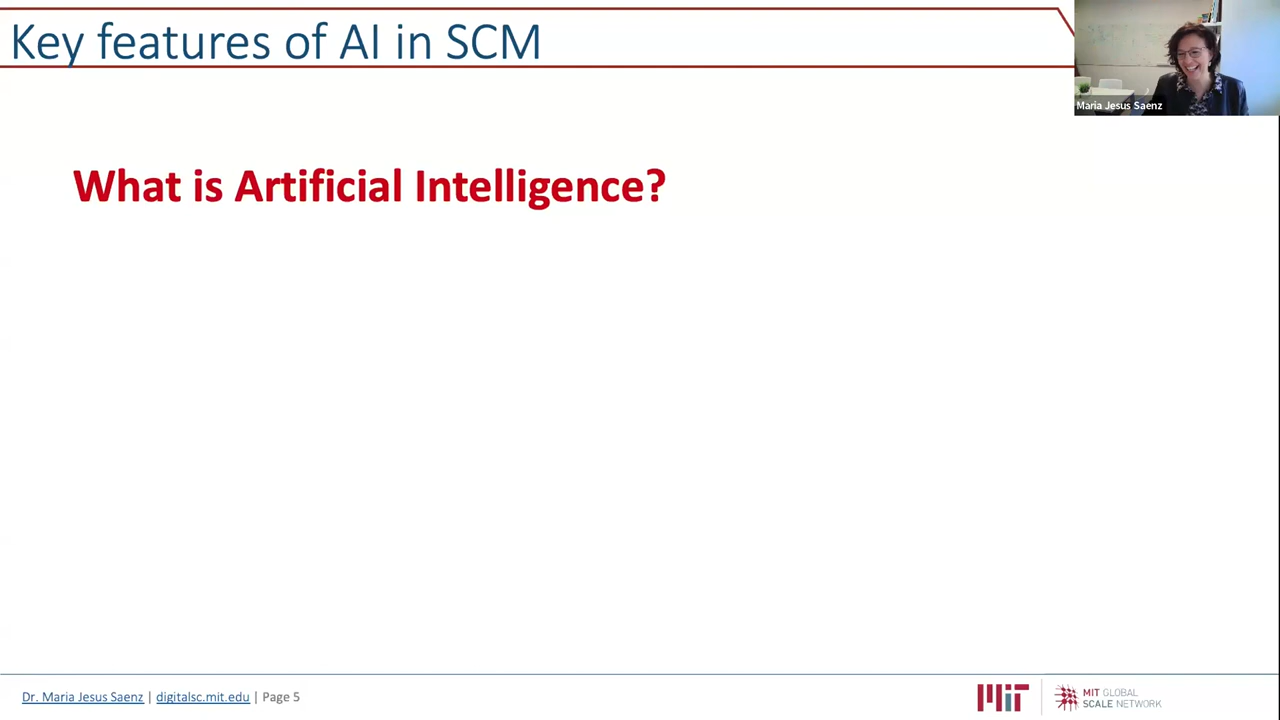 Key features of AI in SCM
Maria Jesus Saenz
What is Artificial Intelligence?
Dr. Maria Jesus Saenz | digitalsc.mit.edu | Page 5
MIT
MIT GLOBAL
SCALE NETWORK